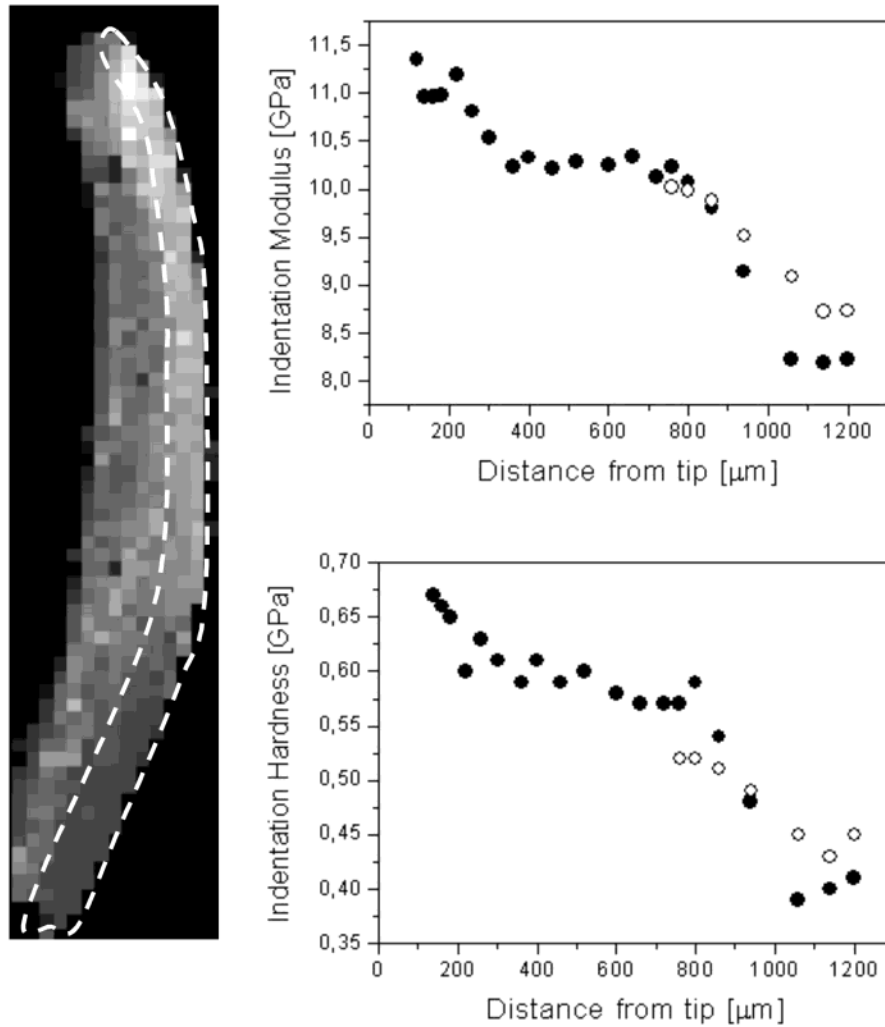 Indentation Modulus [GPa]
11,5
11,0
10,5
10,0
9,5
9,0
8,5
8,0
0 200 400 600 800 1000 1200
Distance from tip [μm]
Indentation Hardness [GPa]
0,70
0,65
0,60
0,55
0,50
0,45
0,40
0,35
0 200 400 600 800 1000 1200
Distance from tip [μm]